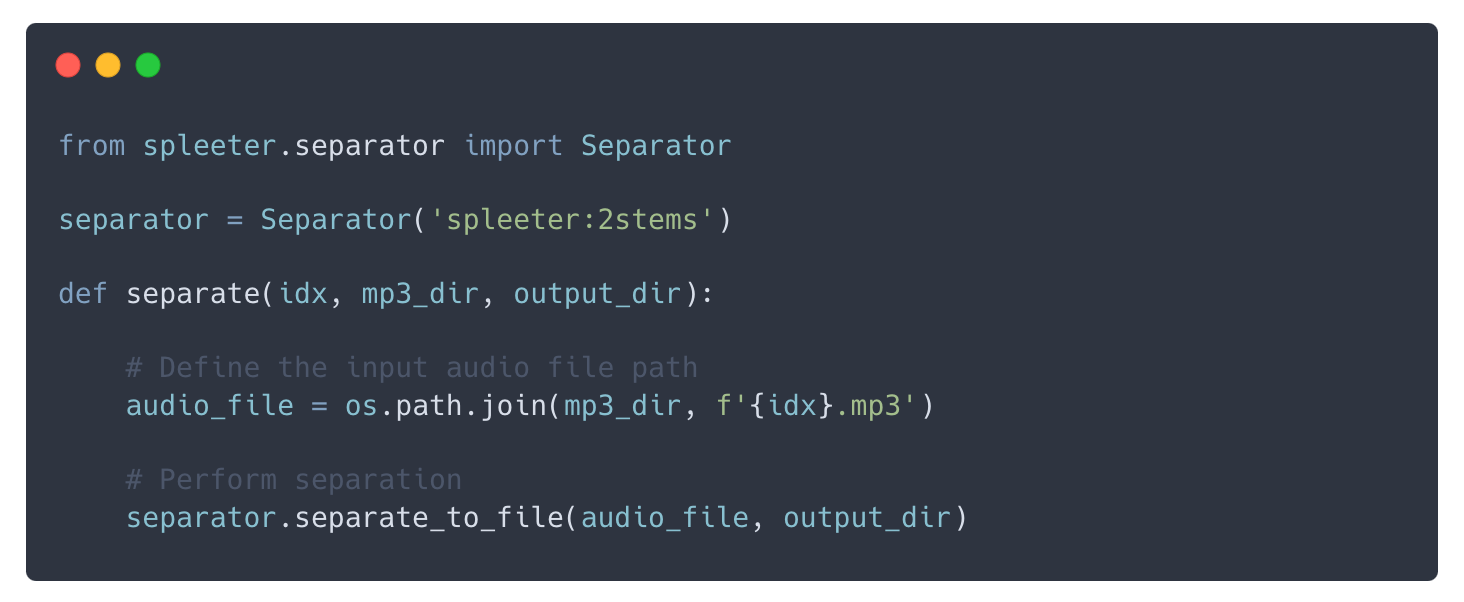 from spleeter.separator import Separator
separator = Separator('spleeter:2stems')
def separate(idx, mp3_dir, output_dir):
    # Define the input audio file path
    audio_file = os.path.join(mp3_dir, f'{idx}.mp3')
    # Perform separation
    separator.separate_to_file(audio_file, output_dir)